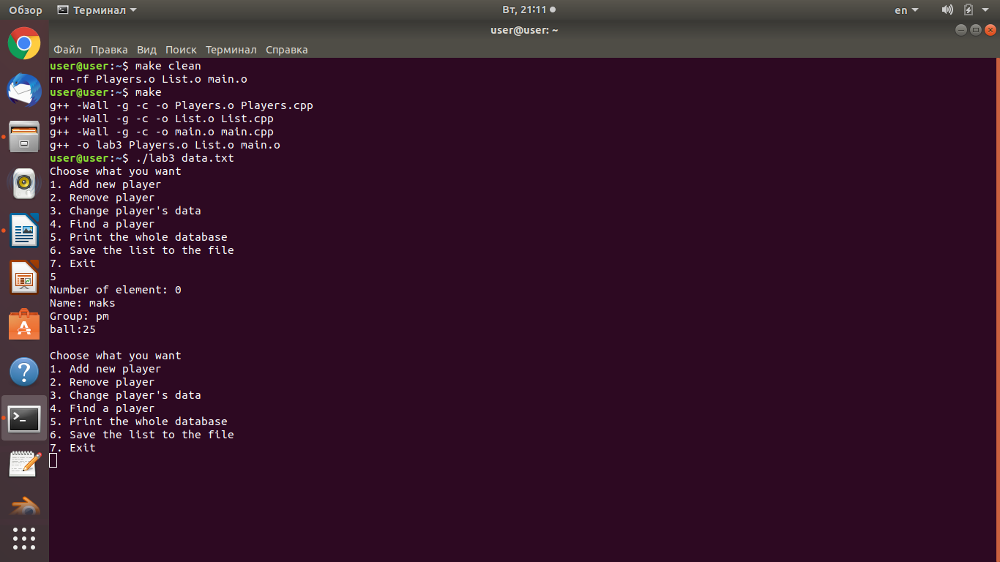 Обзор Терминал Вт, 21:11 en
user@user: ~
Файл Правка Вид Поиск Терминал Справка
user@user:~$ make clean
rm -rf Players.o List.o main.o
user@user:~$ make
g++ -Wall -g -c -o Players.o Players.cpp
g++ -Wall -g -c -o List.o List.cpp
g++ -Wall -g -c -o main.o main.cpp
g++ -o lab3 Players.o List.o main.o
user@user:~$ ./lab3 data.txt
Choose what you want
1. Add new player
2. Remove player
3. Change player's data
4. Find a player
5. Print the whole database
6. Save the list to the file
7. Exit
5
Number of element: 0
Name: maks
Group: pm
ball:25
Choose what you want
1. Add new player
2. Remove player
3. Change player's data
4. Find a player
5. Print the whole database
6. Save the list to the file
7. Exit